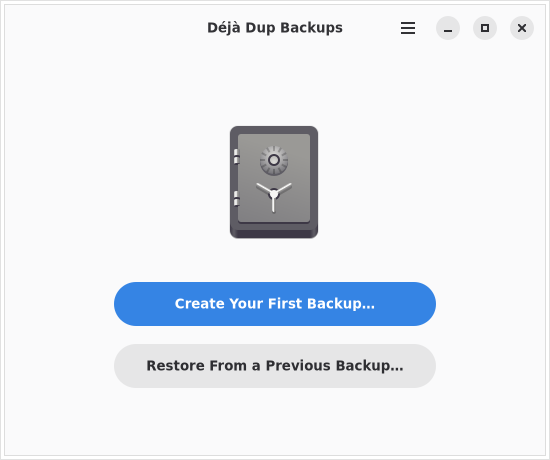 Déjà Dup Backups
Create Your First Backup…
Restore From a Previous Backup…